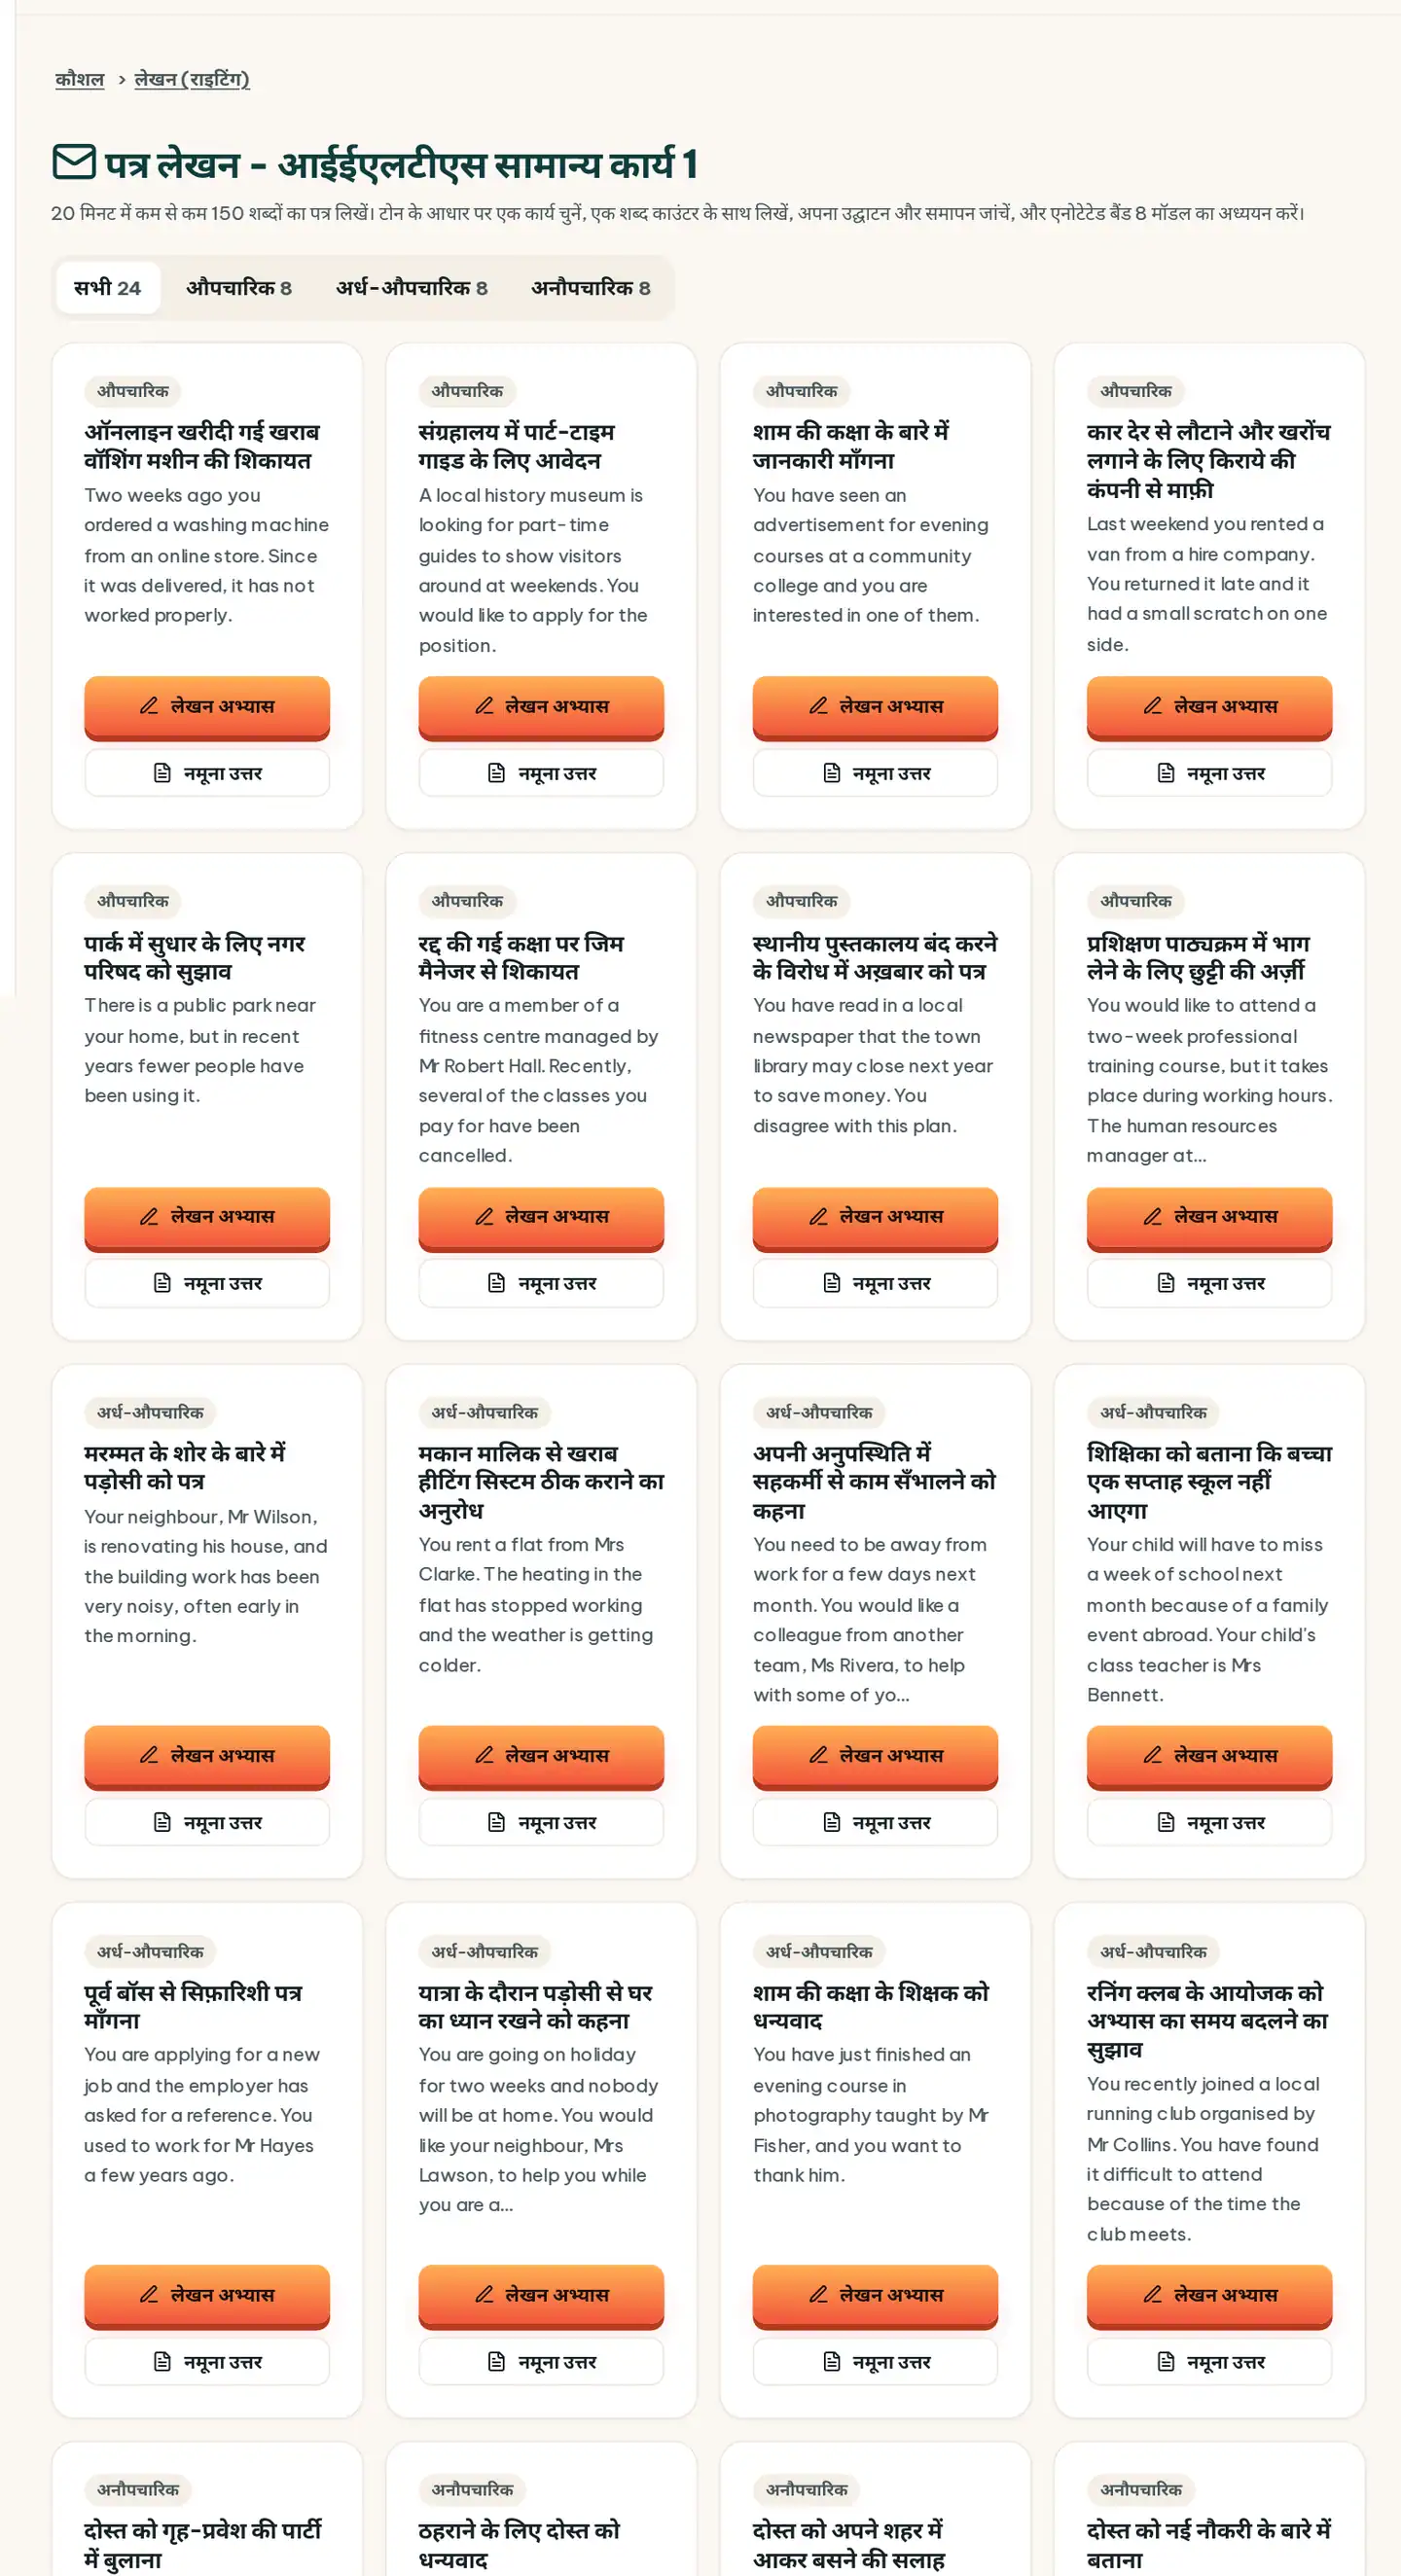 कौशल › लेखन (राइटिंग)
पत्र लेखन - आईईएलटीएस सामान्य कार्य 1
20 मिनट में कम से कम 150 शब्दों का पत्र लिखें। टोन के आधार पर एक कार्य चुनें, एक शब्द काउंटर के साथ लिखें, अपना उद्घाटन और समापन जांचें, और एनोटेटेड बैंड 8 मॉडल का अध्ययन करें।
सभी 24 औपचारिक 8 अर्ध-औपचारिक 8 अनौपचारिक 8
औपचारिक
ऑनलाइन खरीदी गई खराब
वॉशिंग मशीन की शिकायत
Two weeks ago you
ordered a washing machine
from an online store. Since
it was delivered, it has not
worked properly.
लेखन अभ्यास
नमूना उत्तर
औपचारिक
संग्रहालय में पार्ट-टाइम
गाइड के लिए आवेदन
A local history museum is
looking for part-time
guides to show visitors
around at weekends. You
would like to apply for the
position.
लेखन अभ्यास
नमूना उत्तर
औपचारिक
शाम की कक्षा के बारे में
जानकारी माँगना
You have seen an
advertisement for evening
courses at a community
college and you are
interested in one of them.
लेखन अभ्यास
नमूना उत्तर
औपचारिक
कार देर से लौटाने और खरोंच
लगाने के लिए किराये की
कंपनी से माफ़ी
Last weekend you rented a
van from a hire company.
You returned it late and it
had a small scratch on one
side.
लेखन अभ्यास
नमूना उत्तर
औपचारिक
पार्क में सुधार के लिए नगर
परिषद को सुझाव
There is a public park near
your home, but in recent
years fewer people have
been using it.
लेखन अभ्यास
नमूना उत्तर
औपचारिक
रद्द की गई कक्षा पर जिम
मैनेजर से शिकायत
You are a member of a
fitness centre managed by
Mr Robert Hall. Recently,
several of the classes you
pay for have been
cancelled.
लेखन अभ्यास
नमूना उत्तर
औपचारिक
स्थानीय पुस्तकालय बंद करने
के विरोध में अख़बार को पत्र
You have read in a local
newspaper that the town
library may close next year
to save money. You
disagree with this plan.
लेखन अभ्यास
नमूना उत्तर
औपचारिक
प्रशिक्षण पाठ्यक्रम में भाग
लेने के लिए छुट्टी की अर्ज़ी
You would like to attend a
two-week professional
training course, but it takes
place during working hours.
The human resources
manager at...
लेखन अभ्यास
नमूना उत्तर
अर्ध-औपचारिक
मरम्मत के शोर के बारे में
पड़ोसी को पत्र
Your neighbour, Mr Wilson,
is renovating his house, and
the building work has been
very noisy, often early in
the morning.
लेखन अभ्यास
नमूना उत्तर
अर्ध-औपचारिक
मकान मालिक से खराब
हीटिंग सिस्टम ठीक कराने का
अनुरोध
You rent a flat from Mrs
Clarke. The heating in the
flat has stopped working
and the weather is getting
colder.
लेखन अभ्यास
नमूना उत्तर
अर्ध-औपचारिक
अपनी अनुपस्थिति में
सहकर्मी से काम सँभालने को
कहना
You need to be away from
work for a few days next
month. You would like a
colleague from another
team, Ms Rivera, to help
with some of yo...
लेखन अभ्यास
नमूना उत्तर
अर्ध-औपचारिक
शिक्षिका को बताना कि बच्चा
एक सप्ताह स्कूल नहीं
आएगा
Your child will have to miss
a week of school next
month because of a family
event abroad. Your child's
class teacher is Mrs
Bennett.
लेखन अभ्यास
नमूना उत्तर
अर्ध-औपचारिक
पूर्व बॉस से सिफ़ारिशी पत्र
माँगना
You are applying for a new
job and the employer has
asked for a reference. You
used to work for Mr Hayes
a few years ago.
लेखन अभ्यास
नमूना उत्तर
अर्ध-औपचारिक
यात्रा के दौरान पड़ोसी से घर
का ध्यान रखने को कहना
You are going on holiday
for two weeks and nobody
will be at home. You would
like your neighbour, Mrs
Lawson, to help you while
you are a...
लेखन अभ्यास
नमूना उत्तर
अर्ध-औपचारिक
शाम की कक्षा के शिक्षक को
धन्यवाद
You have just finished an
evening course in
photography taught by Mr
Fisher, and you want to
thank him.
लेखन अभ्यास
नमूना उत्तर
अर्ध-औपचारिक
रनिंग क्लब के आयोजक को
अभ्यास का समय बदलने का
सुझाव
You recently joined a local
running club organised by
Mr Collins. You have found
it difficult to attend
because of the time the
club meets.
लेखन अभ्यास
नमूना उत्तर
अनौपचारिक
दोस्त को गृह-प्रवेश की पार्टी
में बुलाना
अनौपचारिक
ठहराने के लिए दोस्त को
धन्यवाद
अनौपचारिक
दोस्त को अपने शहर में
आकर बसने की सलाह
अनौपचारिक
दोस्त को नई नौकरी के बारे में
बताना